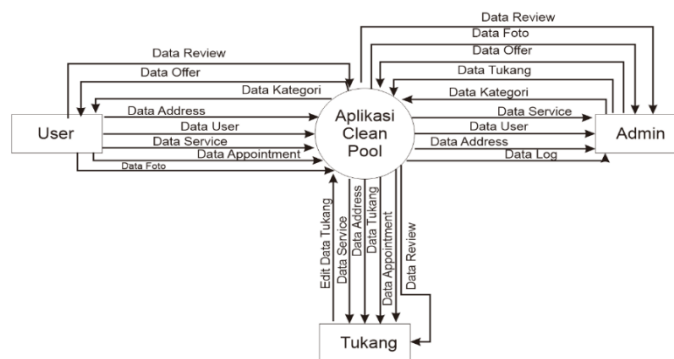 Data Review
Data Foto
Data Offer
Data Tukang
Data Kategori
Data Service
Data User
Data Address
Data Log
Data Review
Data Offer
Data Kategori
Data Address
Data User
Data Service
Data Appointment
Data Foto
User
Aplikasi
Clean
Pool
Admin
Edit Data Tukang
Data Service
Data Address
Data Tukang
Data Appointment
Data Review
Tukang